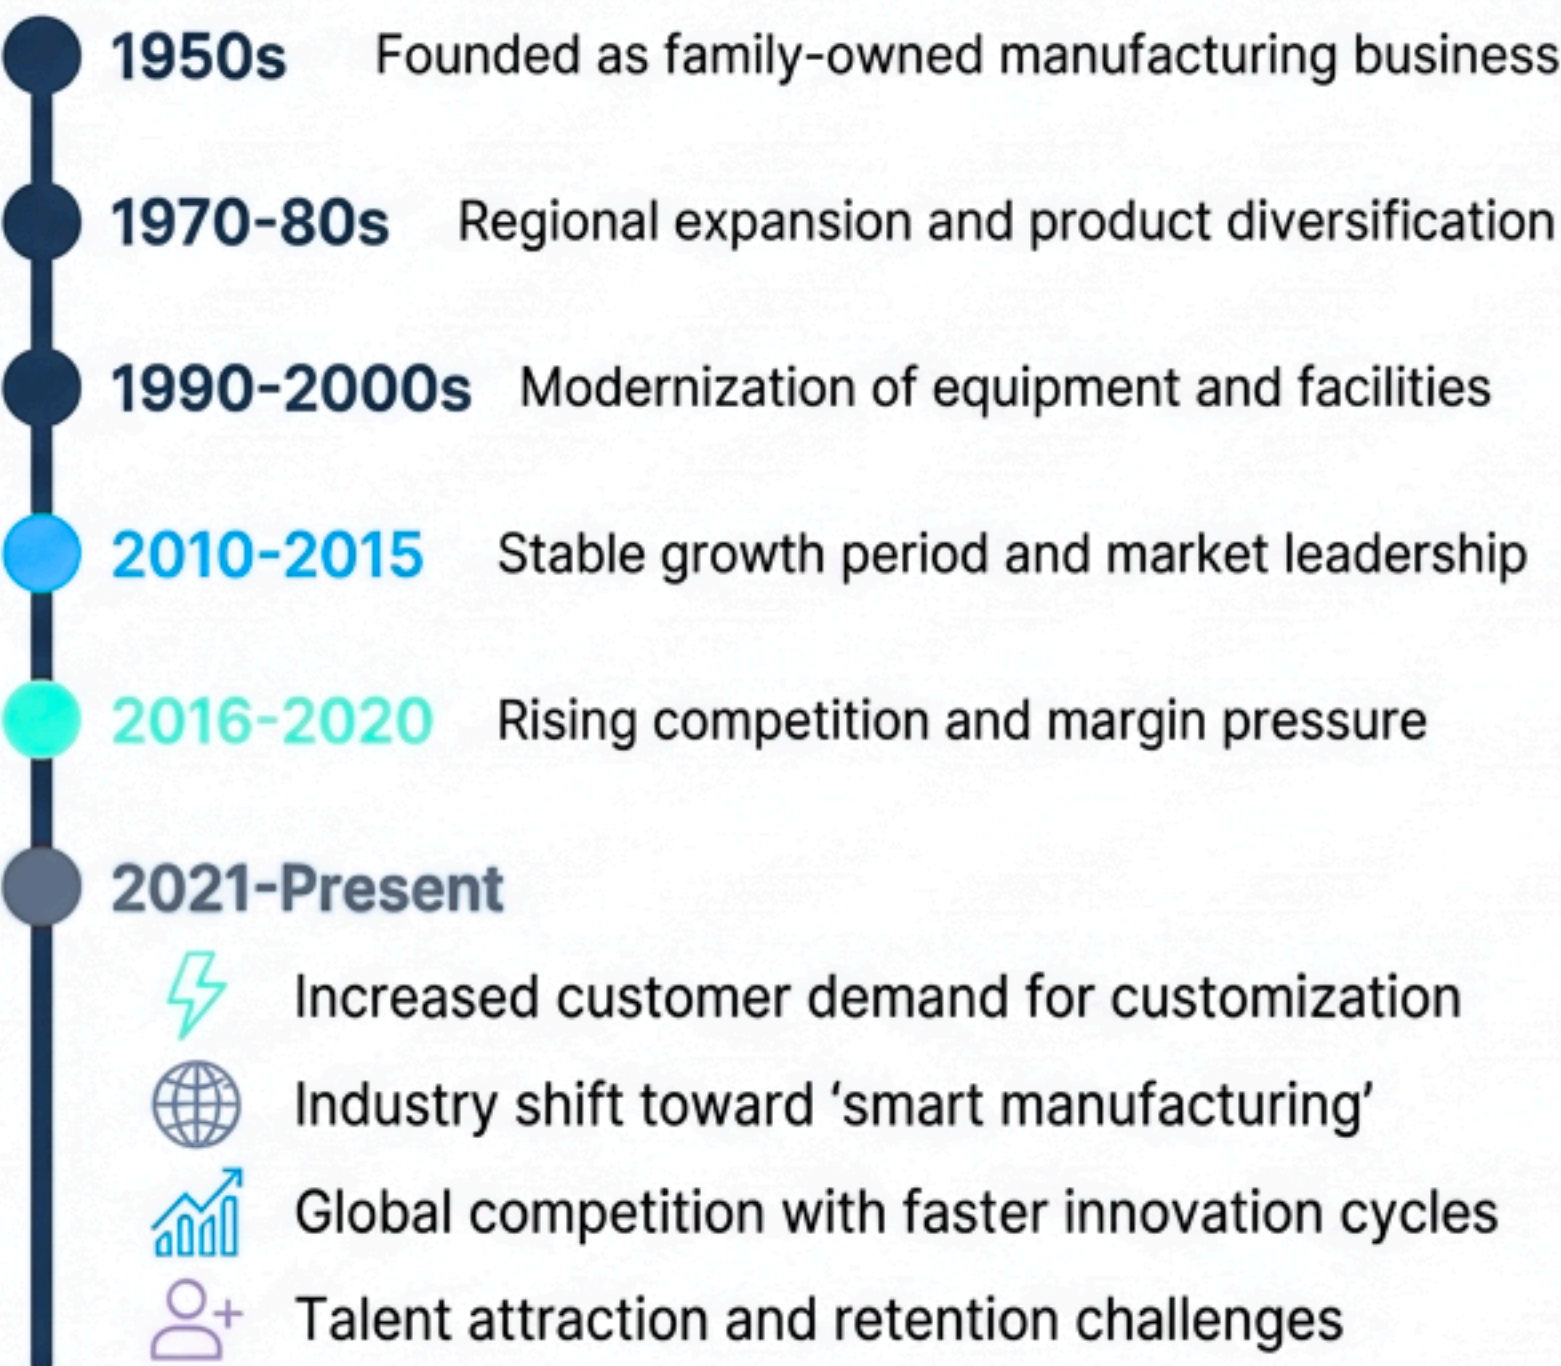 1950s Founded as family-owned manufacturing business
1970-80s Regional expansion and product diversification
1990-2000s Modernization of equipment and facilities
2010-2015 Stable growth period and market leadership
2016-2020 Rising competition and margin pressure
2021-Present
Increased customer demand for customization
Industry shift toward ‘smart manufacturing’
Global competition with faster innovation cycles
Talent attraction and retention challenges